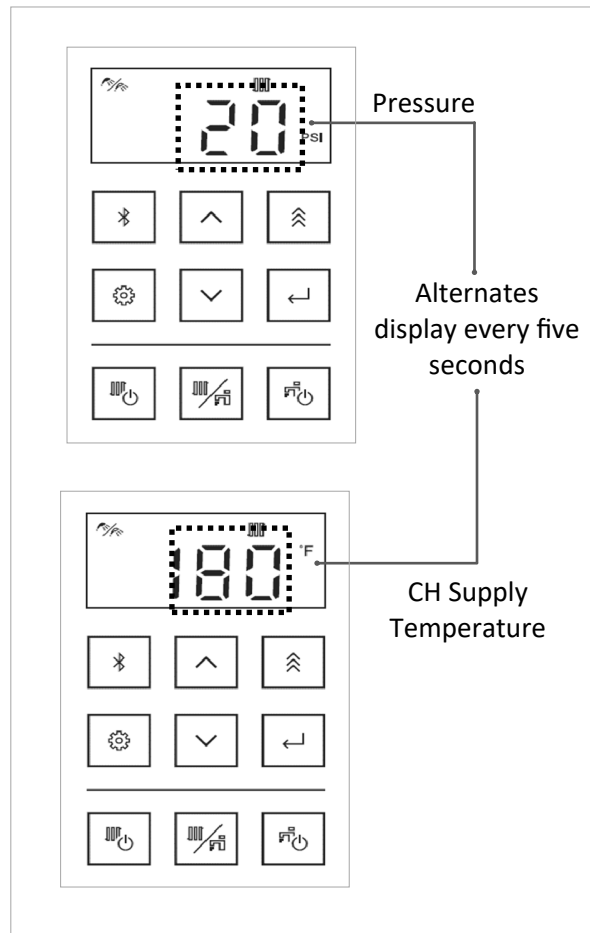 20
PSI
Pressure
Alternates
display every five
seconds
180
°F
CH Supply
Temperature